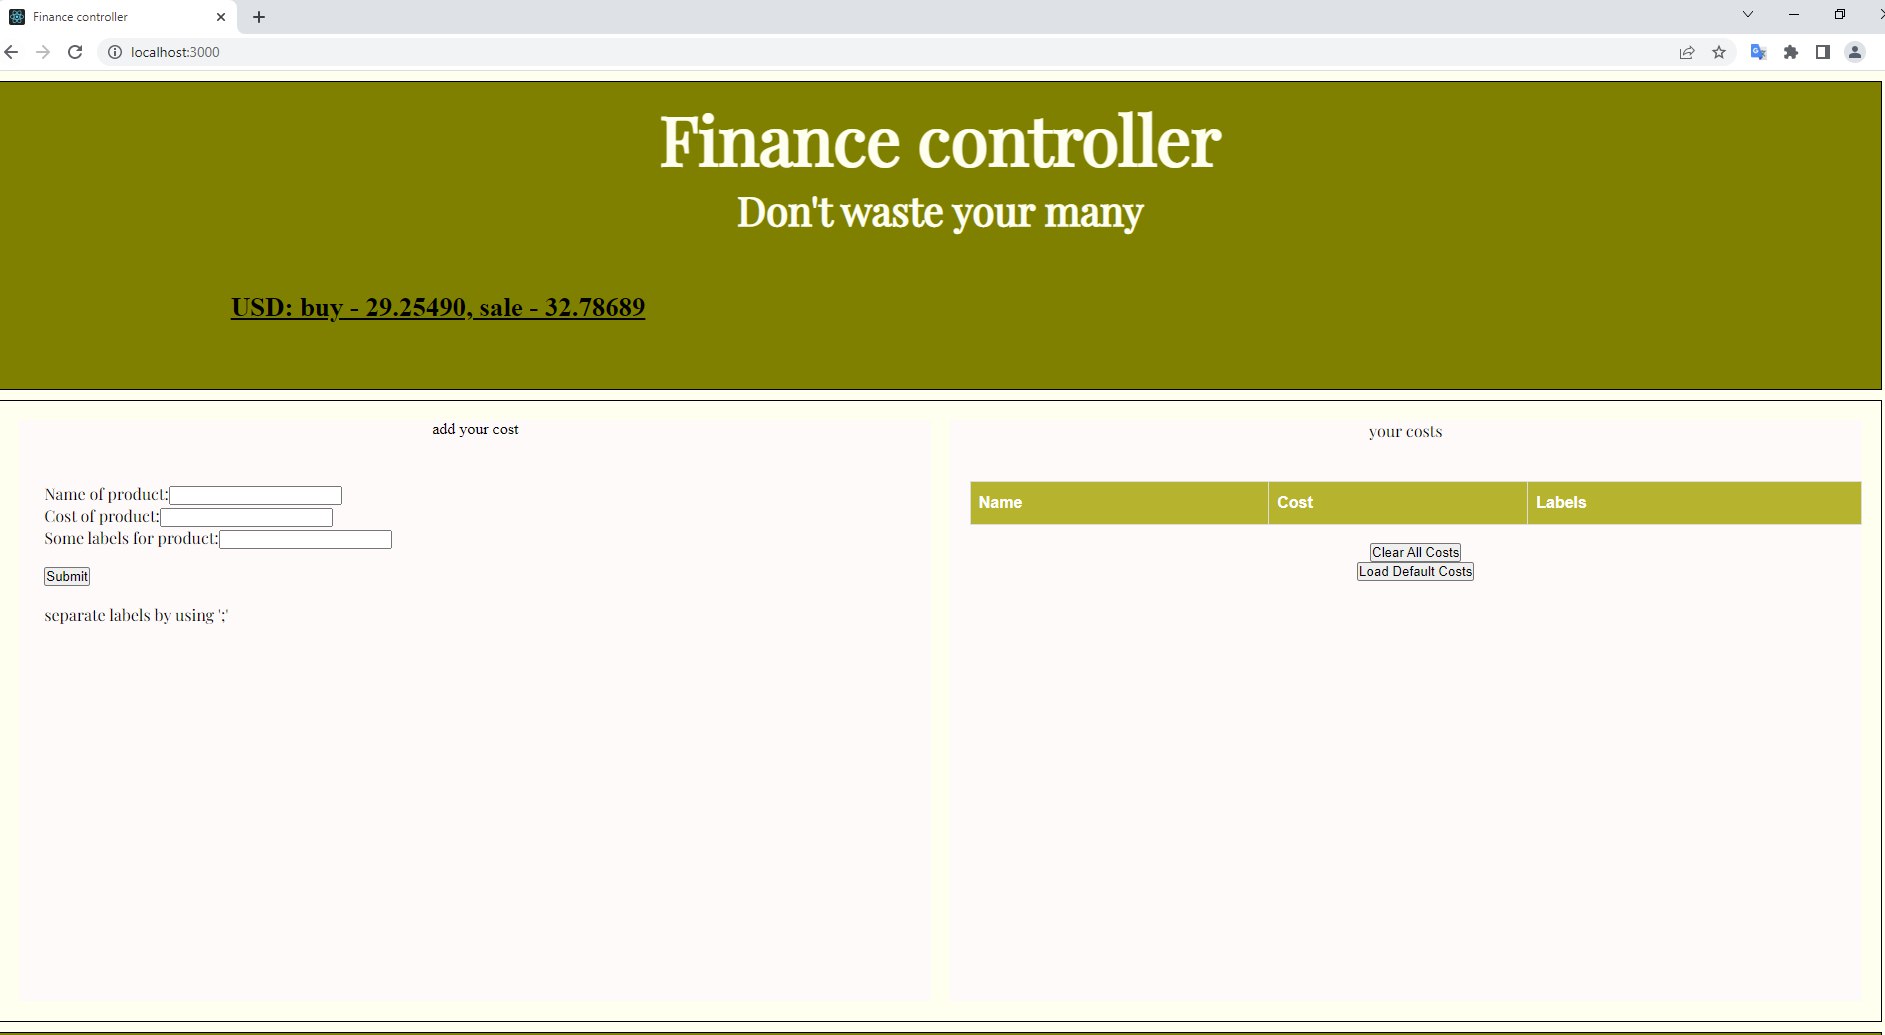 Finance controller
localhost:3000
Finance controller
Don't waste your many
USD: buy - 29.25490, sale - 32.78689
add your cost
Name of product:
Cost of product:
Some labels for product:
Submit
separate labels by using ';'
your costs
Name Cost Labels
Clear All Costs
Load Default Costs